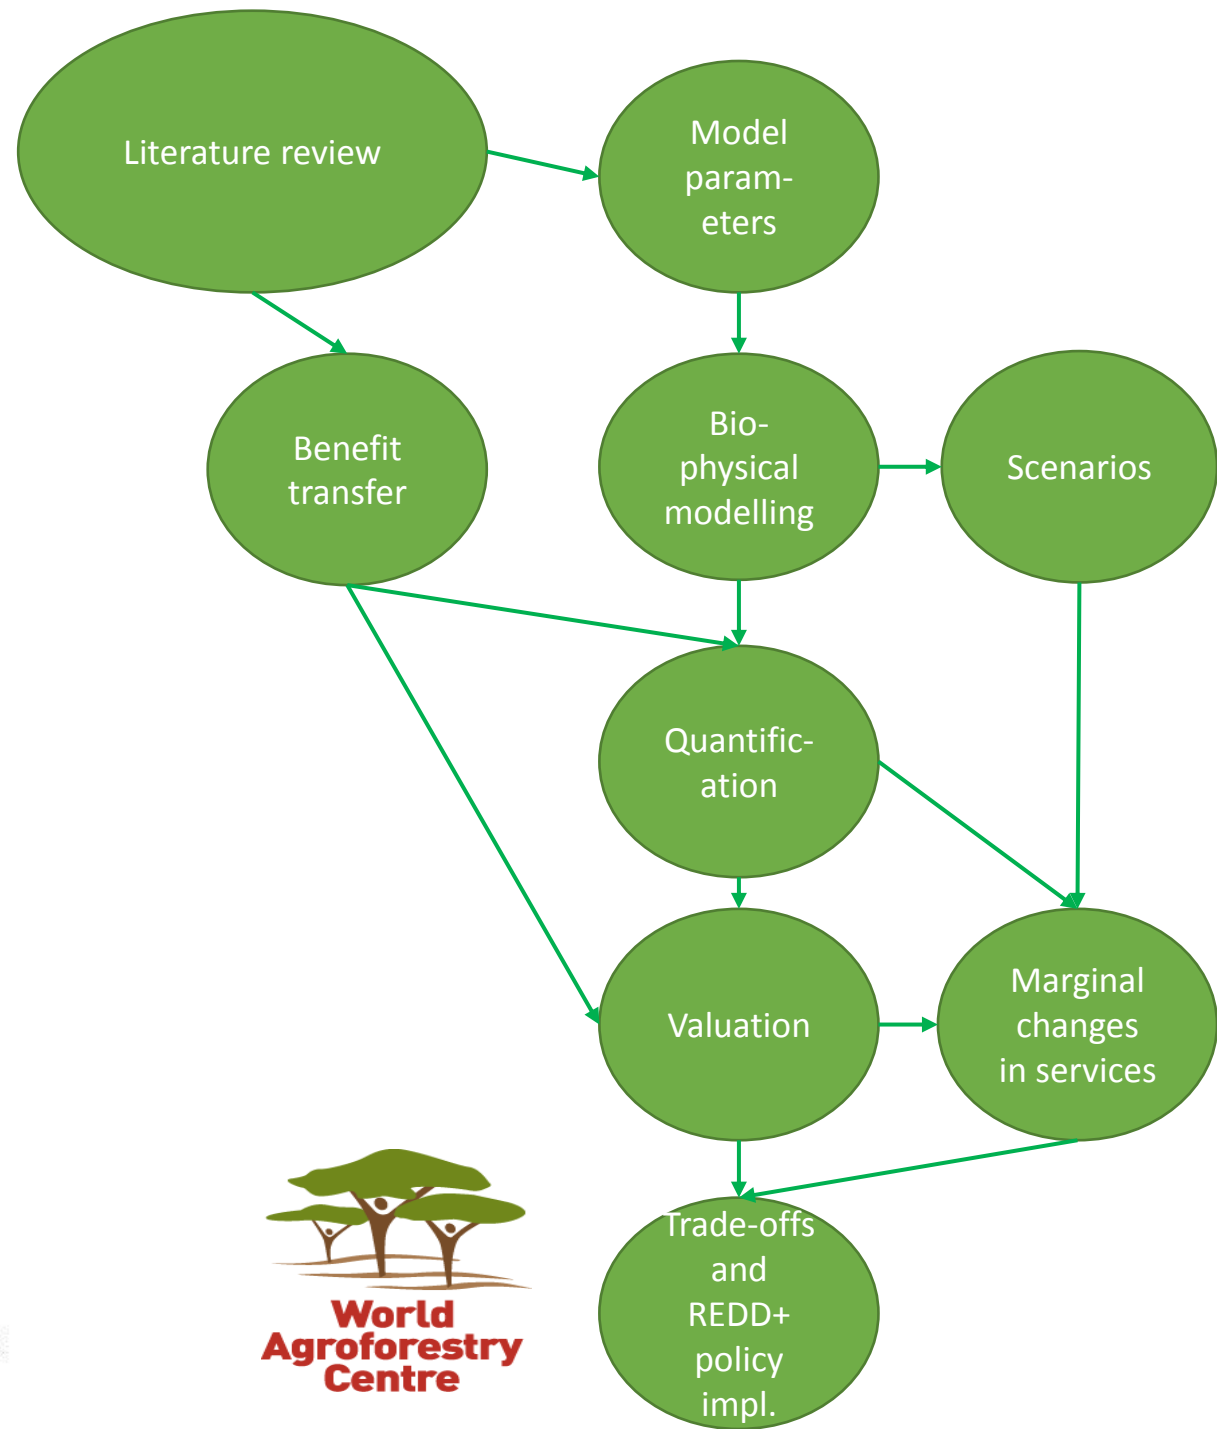 Literature review
Model
param-
eters
Benefit
transfer
Bio-
physical
modelling
Scenarios
Quantific-
ation
Valuation
Marginal
changes
in services
Trade-offs
and
REDD+
policy
impl.
World
Agroforestry
Centre